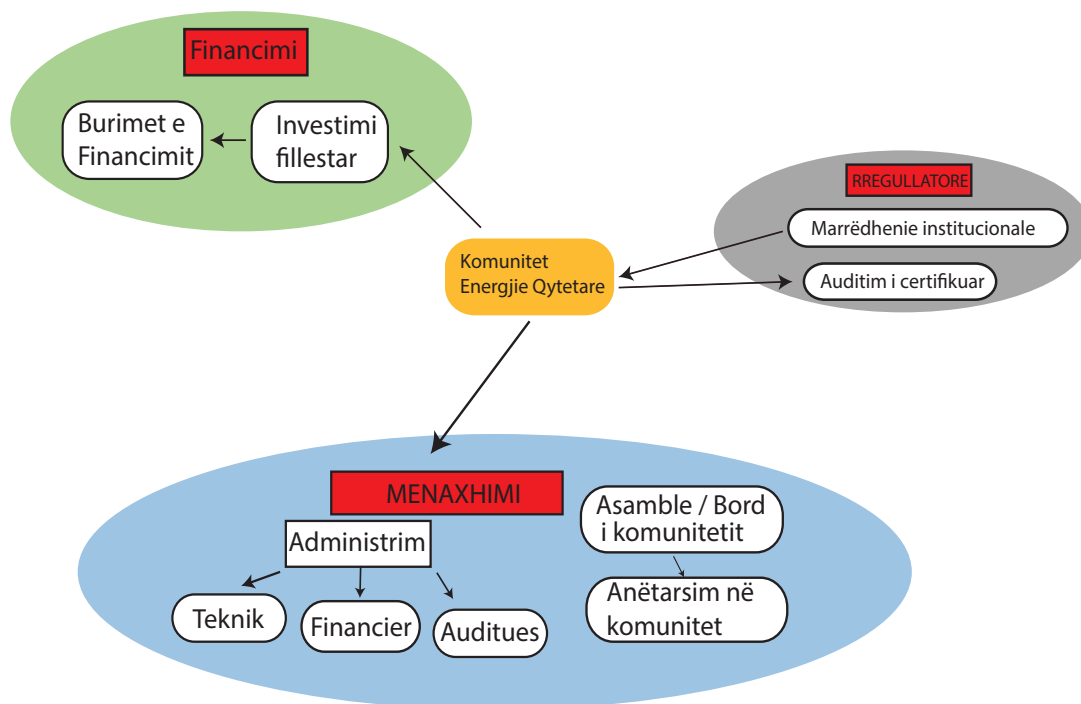 Financimi
Burimet e
Financimit
Investimi
fillestar
RREGULLATORE
Marrëdhenie institucionale
Auditim i certifikuar
Komunitet
Energjie Qytetare
MENAXHIMI
Administrim
Teknik
Financier
Auditues
Asamble / Bord
i komunitetit
Anëtarsim në
komunitet